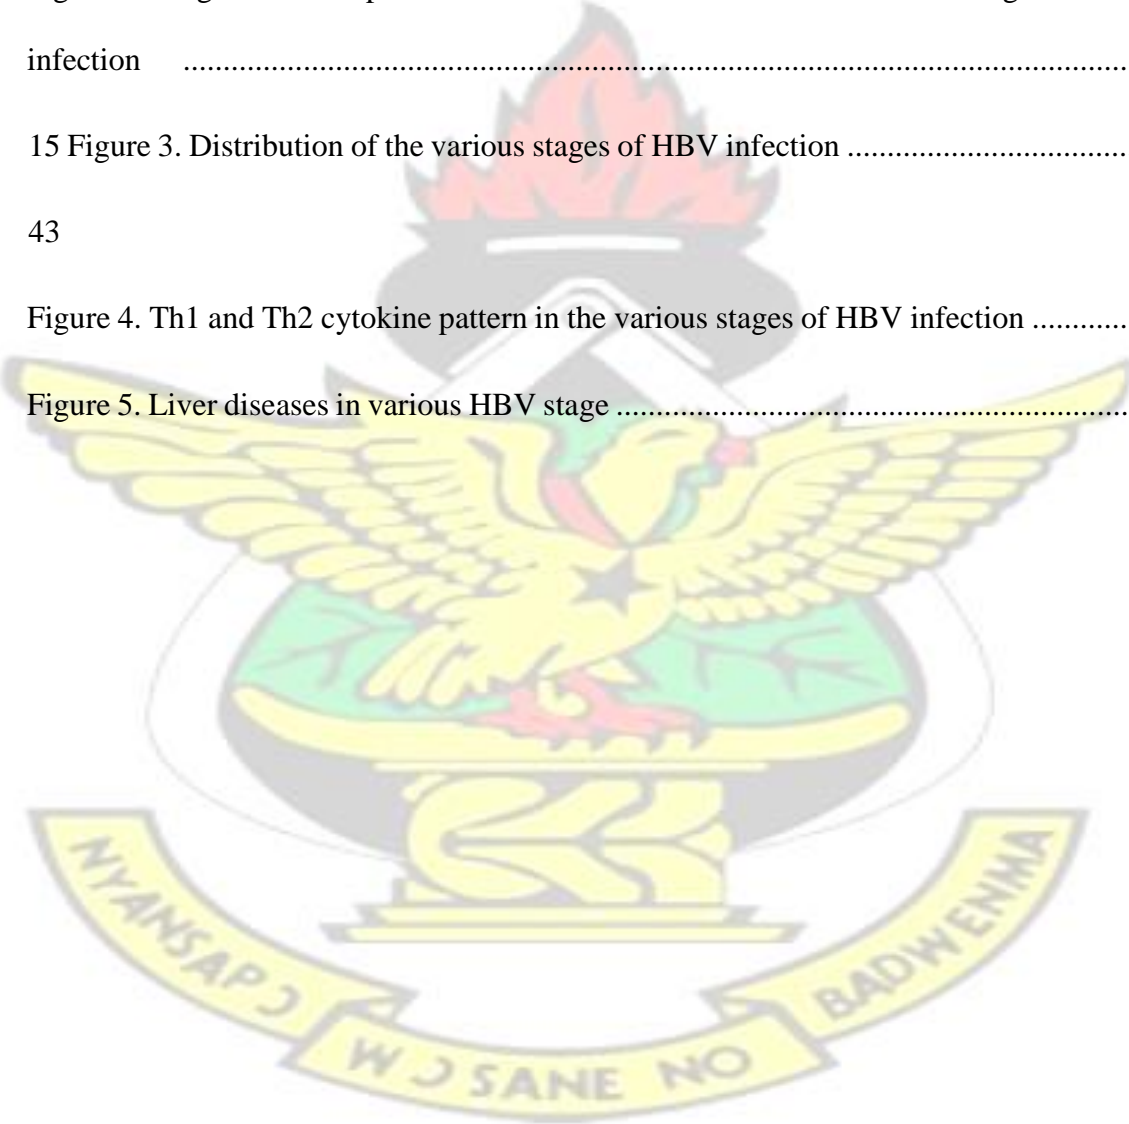 infection ................................................................................................................
15 Figure 3. Distribution of the various stages of HBV infection ...................................
43
Figure 4. Th1 and Th2 cytokine pattern in the various stages of HBV infection ............
Figure 5. Liver diseases in various HBV stage ................................................................
NYANSAPƆ
WƆ SANE NO
BADWENMA